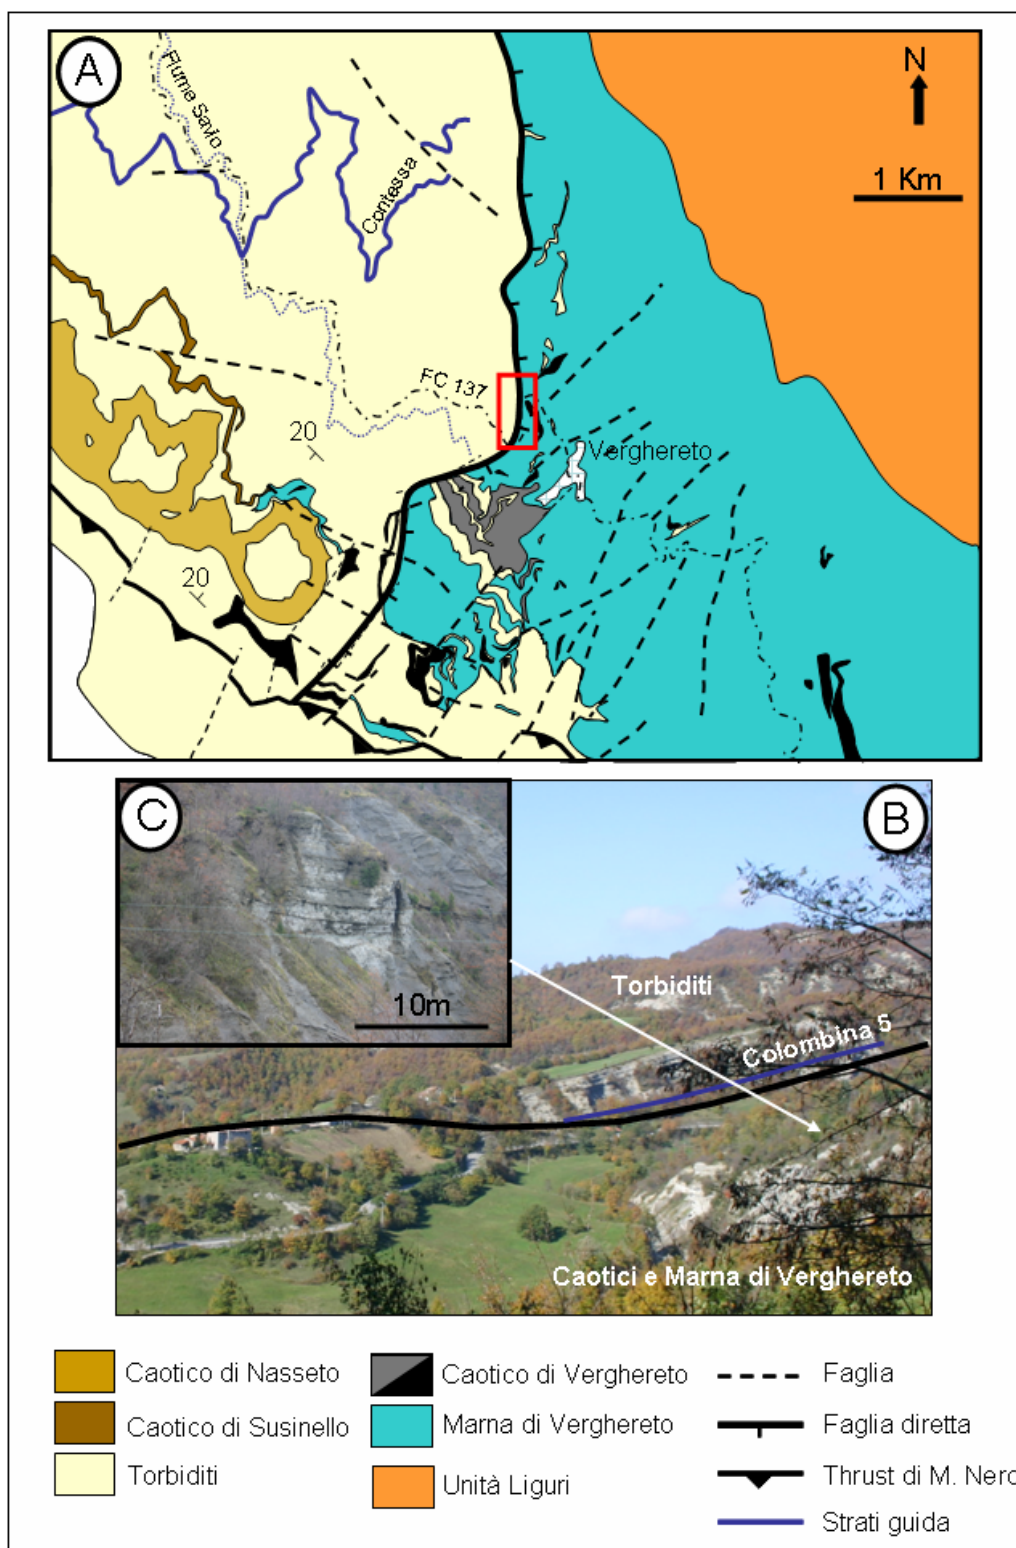 A
N
1 Km
Fiume Savio
Contessa
FC 137
20
Verghereto
20
C
B
10m
Torbiditi
Colombina 5
Caotici e Marna di Verghereto
Caotico di Nasseto
Caotico di Susinello
Torbiditi
Caotico di Verghereto
Marna di Verghereto
Unità Liguri
Faglia
Faglia diretta
Thrust di M. Nero
Strati guida